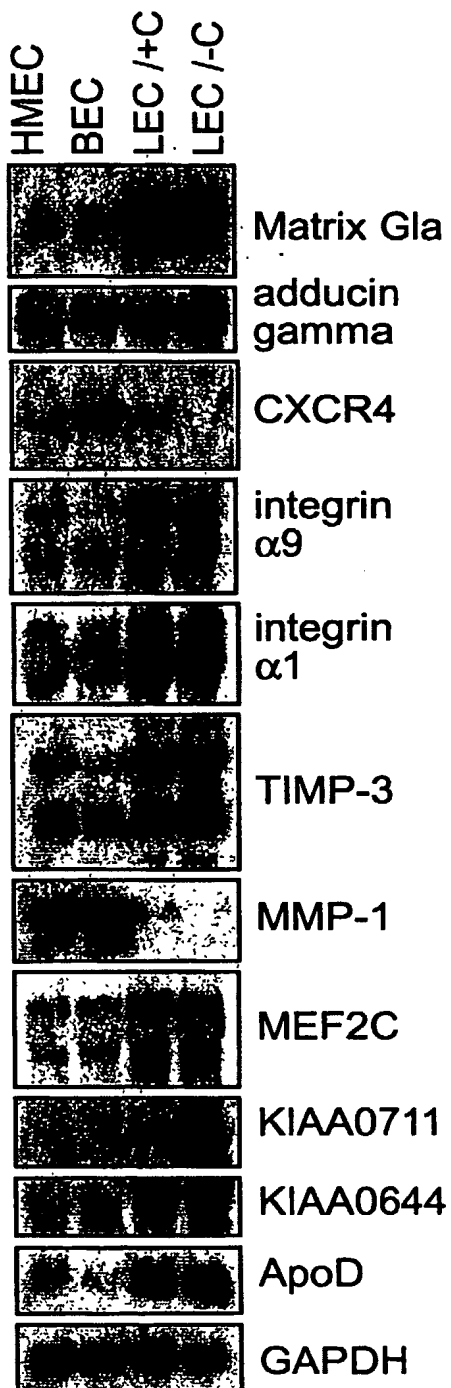 HMEC
BEC
LEC /+C
LEC /-C
Matrix Gla
adducin
gamma
CXCR4
integrin
α9
integrin
α1
TIMP-3
MMP-1
MEF2C
KIAA0711
KIAA0644
ApoD
GAPDH